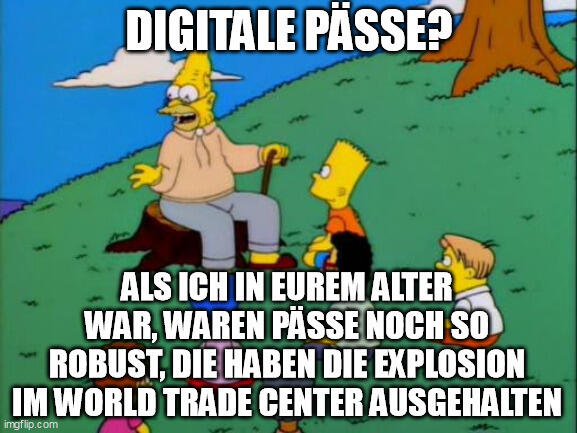 DIGITALE PÄSSE?
ALS ICH IN EUREM ALTER
WAR, WAREN PÄSSE NOCH SO
ROBUST, DIE HABEN DIE EXPLOSION
IM WORLD TRADE CENTER AUSGEHALTEN
imgflip.com